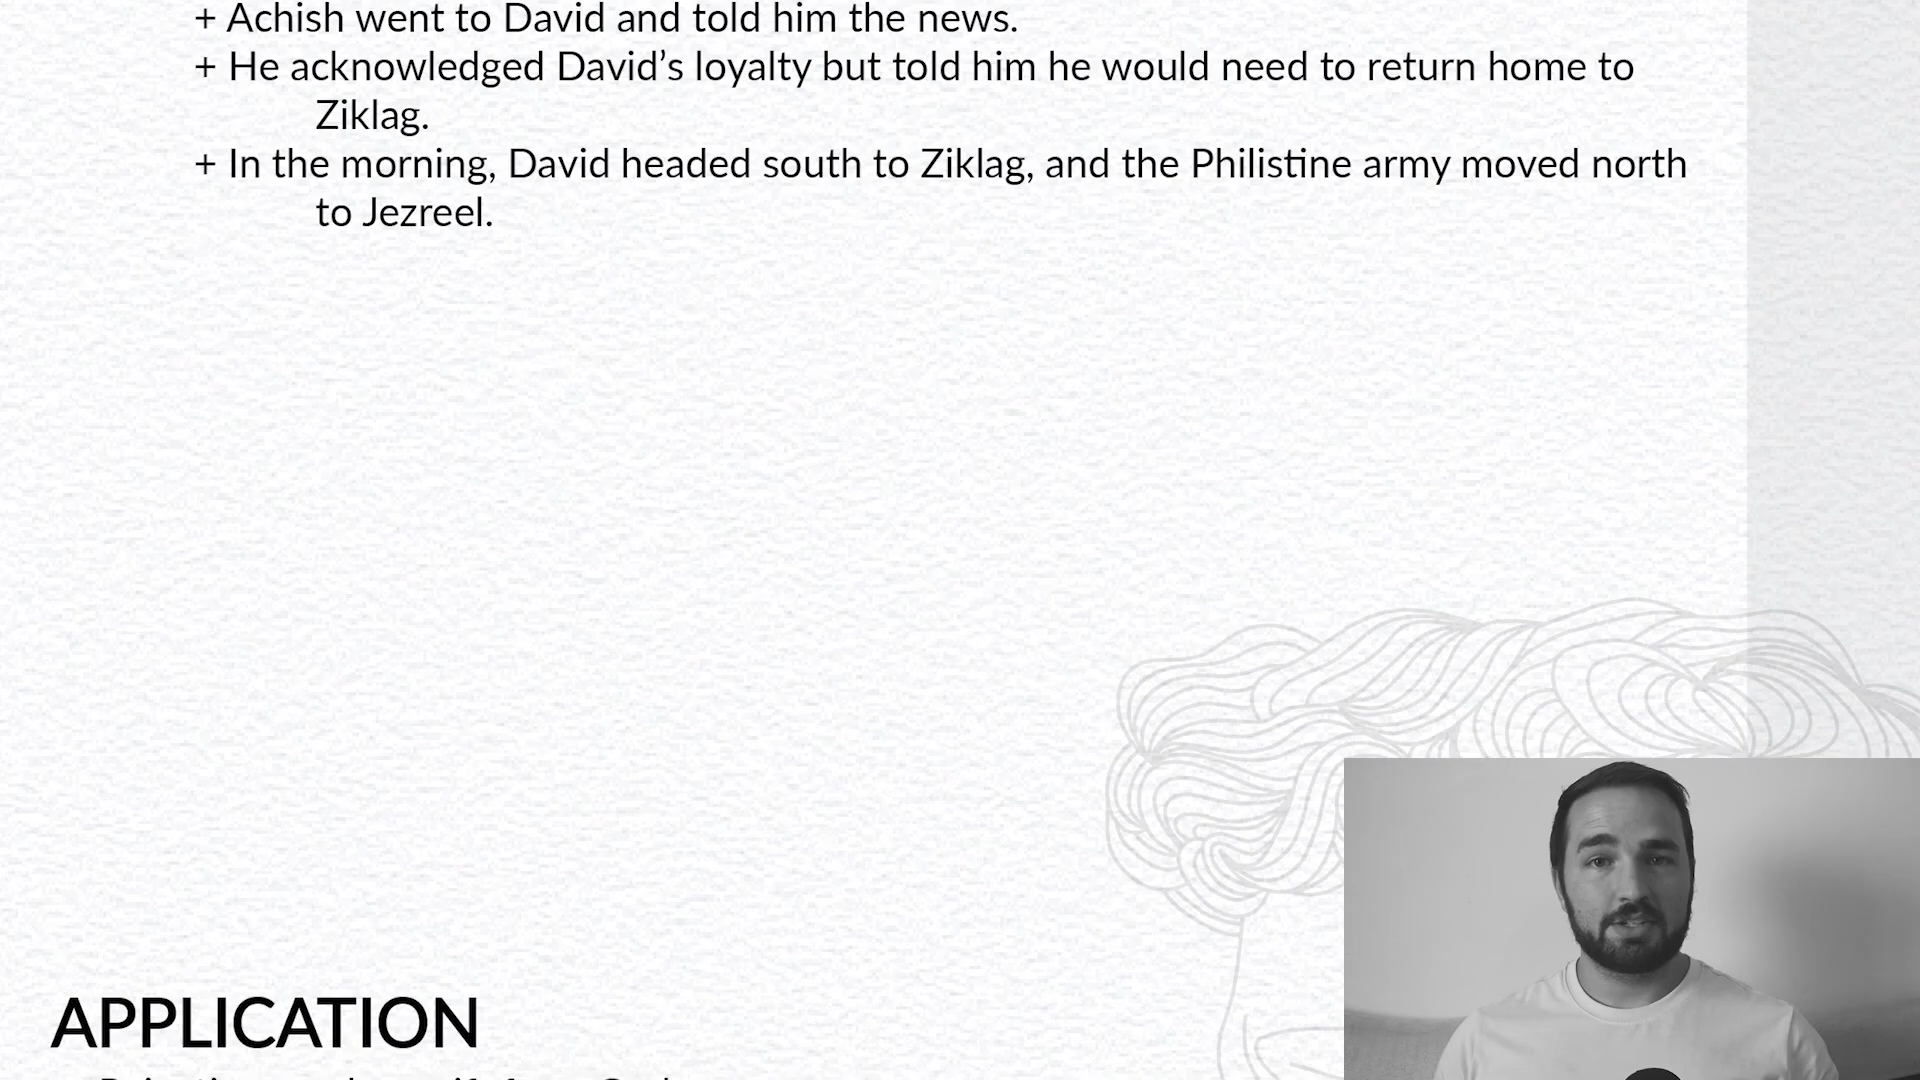 + Achish went to David and told him the news.
+ He acknowledged David’s loyalty but told him he would need to return home to
Ziklag.
+ In the morning, David headed south to Ziklag, and the Philistine army moved north
to Jezreel.
APPLICATION